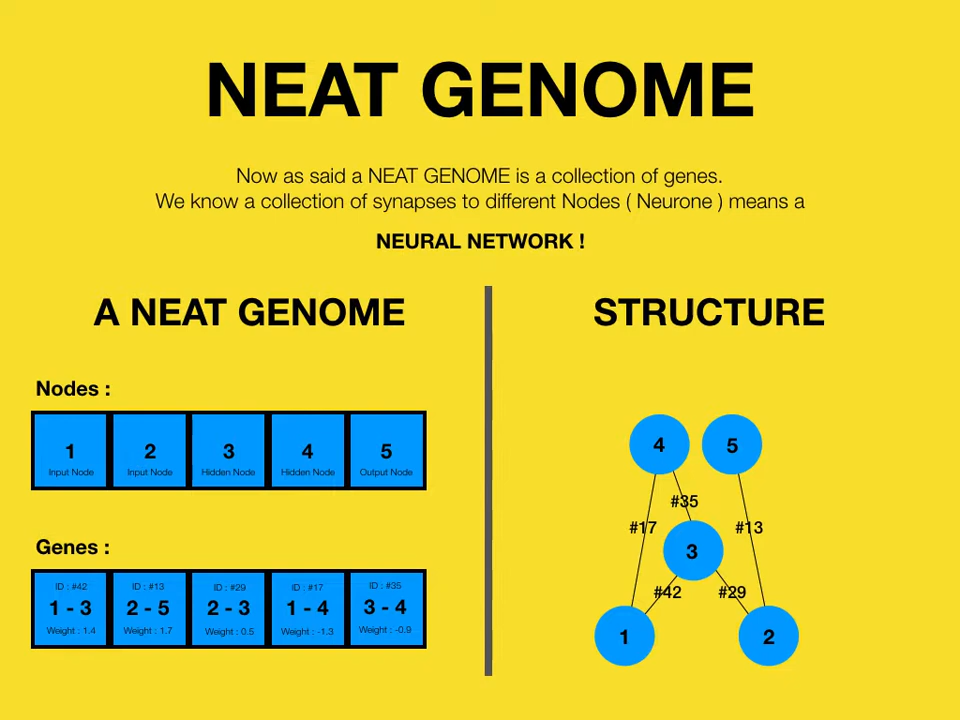 NEAT GENOME
Now as said a NEAT GENOME is a collection of genes.
We know a collection of synapses to different Nodes ( Neurone ) means a
NEURAL NETWORK !
A NEAT GENOME
Nodes :
1
Input Node
2
Input Node
3
Hidden Node
4
Hidden Node
5
Output Node
Genes :
ID : #42
1 - 3
Weight : 1.4
ID : #13
2 - 5
Weight : 1.7
ID : #29
2 - 3
Weight : 0.5
ID : #17
1 - 4
Weight : -1.3
ID : #35
3 - 4
Weight : -0.9
STRUCTURE
4
5
#35
#17
#13
3
#42
#29
1
2